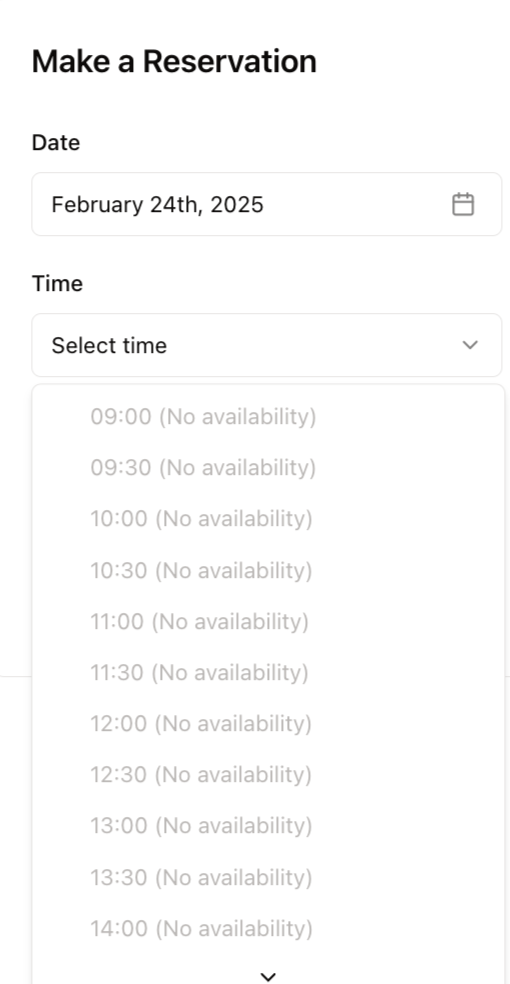 Make a Reservation
Date
February 24th, 2025
Time
Select time
09:00 (No availability)
09:30 (No availability)
10:00 (No availability)
10:30 (No availability)
11:00 (No availability)
11:30 (No availability)
12:00 (No availability)
12:30 (No availability)
13:00 (No availability)
13:30 (No availability)
14:00 (No availability)